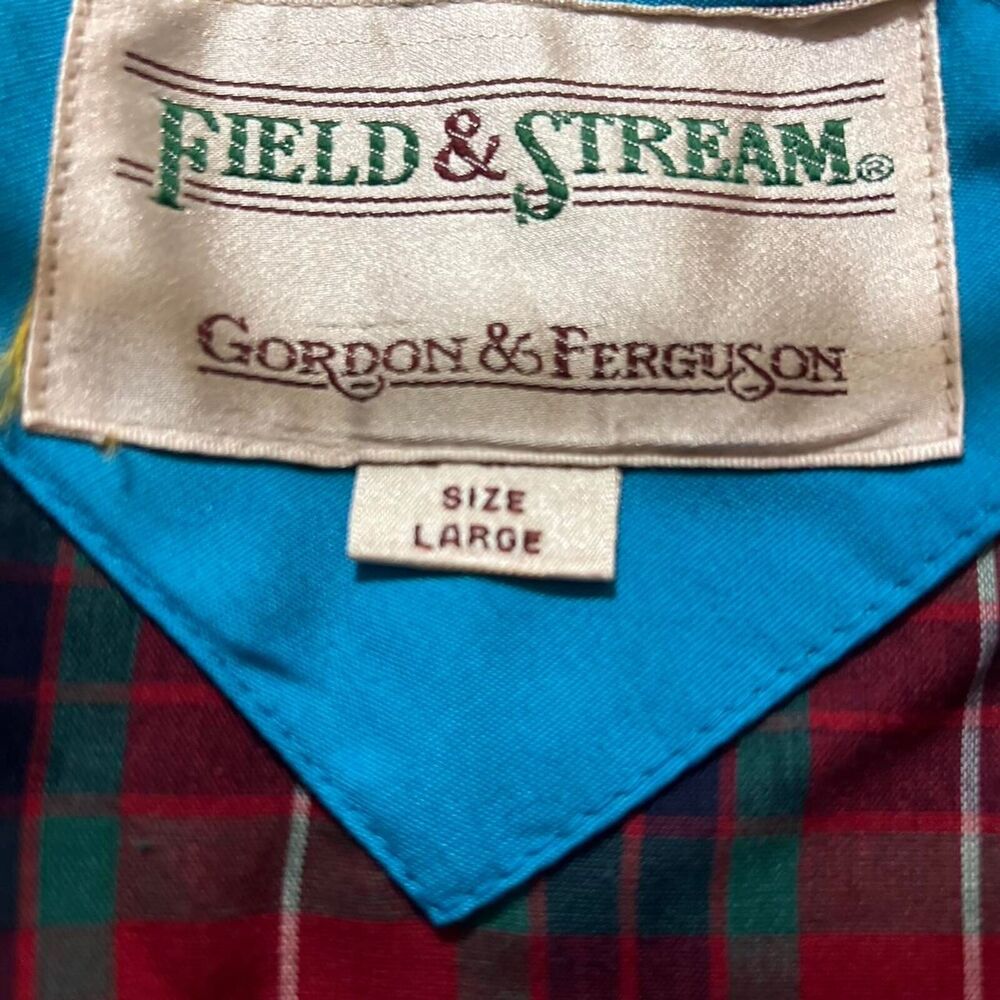 FIELD & STREAM®
GORDON & FERGUSON
SIZE
LARGE